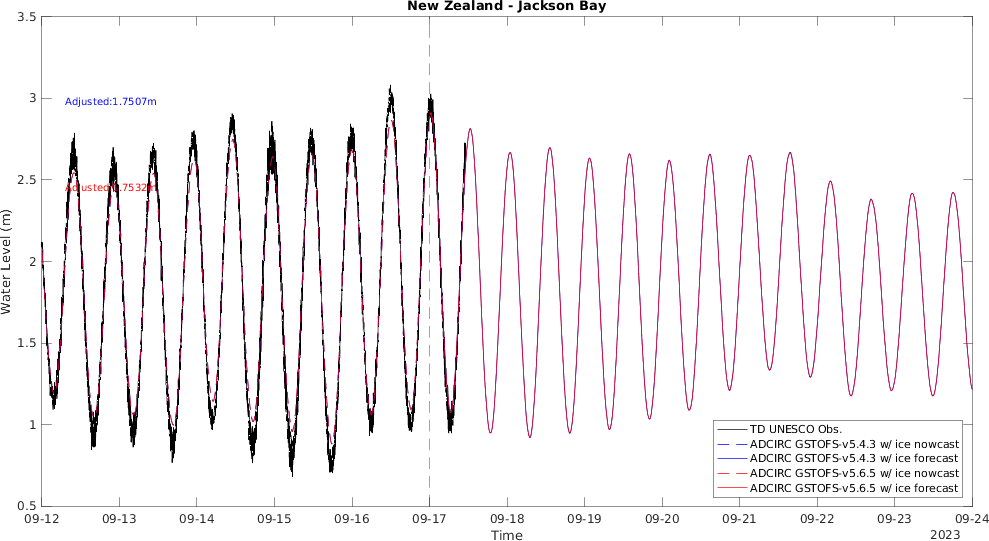 New Zealand - Jackson Bay
3.5
3
2.5
2
1.5
1
0.5
Water Level (m)
Adjusted:1.7507m
Adjusted:1.7532m
TD UNESCO Obs.
ADCIRC GSTOFS-v5.4.3 w/ ice nowcast
ADCIRC GSTOFS-v5.4.3 w/ ice forecast
ADCIRC GSTOFS-v5.6.5 w/ ice nowcast
ADCIRC GSTOFS-v5.6.5 w/ ice forecast
09-12 09-13 09-14 09-15 09-16 09-17 09-18 09-19 09-20 09-21 09-22 09-23 09-24
Time
2023